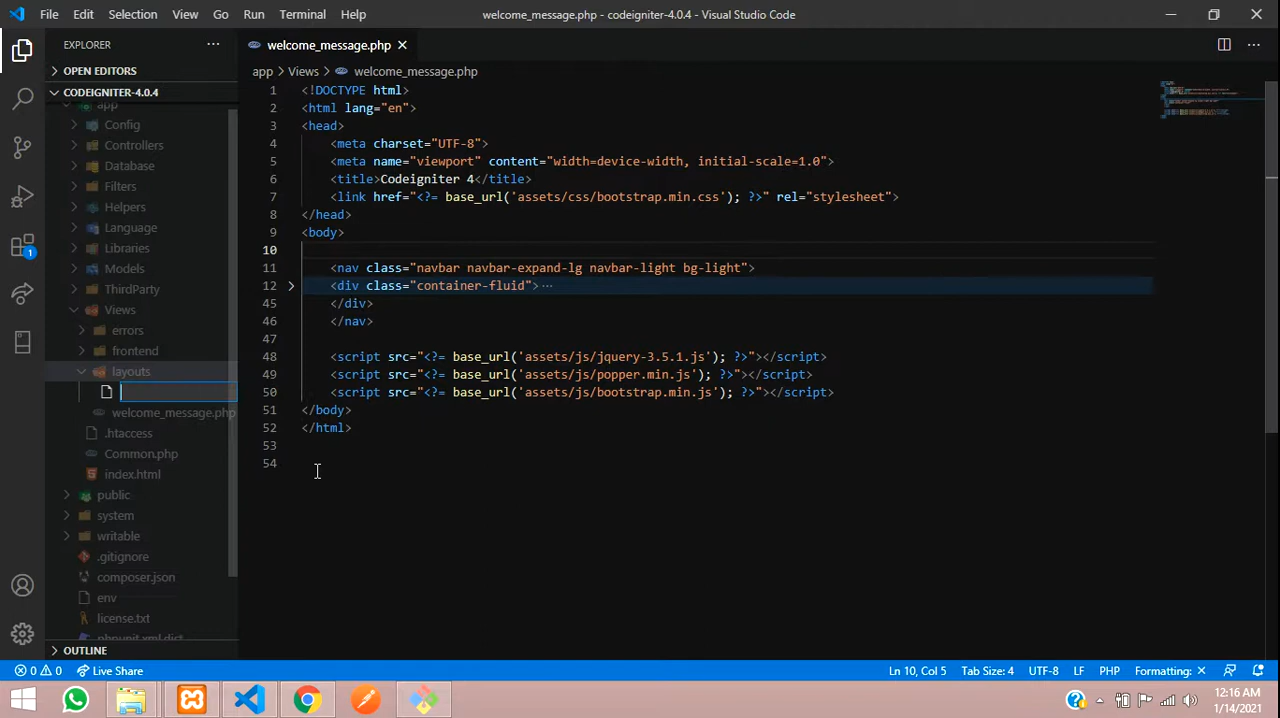 File Edit Selection View Go Run Terminal Help
welcome_message.php - codeigniter-4.0.4 - Visual Studio Code
EXPLORER
OPEN EDITORS
CODEIGNITER-4.0.4
app
Config
Controllers
Database
Filters
Helpers
Language
Libraries
Models
ThirdParty
Views
errors
frontend
layouts
welcome_message.php
.htaccess
Common.php
index.html
public
system
writable
.gitignore
composer.json
env
license.txt
phpunit.xml.dist
OUTLINE
welcome_message.php
app > Views > welcome_message.php
1 <!DOCTYPE html>
2 <html lang="en">
3 <head>
4 <meta charset="UTF-8">
5 <meta name="viewport" content="width=device-width, initial-scale=1.0">
6 <title>Codeigniter 4</title>
7 <link href="<?= base_url('assets/css/bootstrap.min.css'); ?>" rel="stylesheet">
8 </head>
9 <body>
10
11 <nav class="navbar navbar-expand-lg navbar-light bg-light">
12 <div class="container-fluid"> ···
45 </div>
46 </nav>
47
48 <script src="<?= base_url('assets/js/jquery-3.5.1.js'); ?>"></script>
49 <script src="<?= base_url('assets/js/popper.min.js'); ?>"></script>
50 <script src="<?= base_url('assets/js/bootstrap.min.js'); ?>"></script>
51 </body>
52 </html>
53
54
1
0 0 Live Share
Ln 10, Col 5 Tab Size: 4 UTF-8 LF PHP Formatting: ×
12:16 AM
1/14/2021